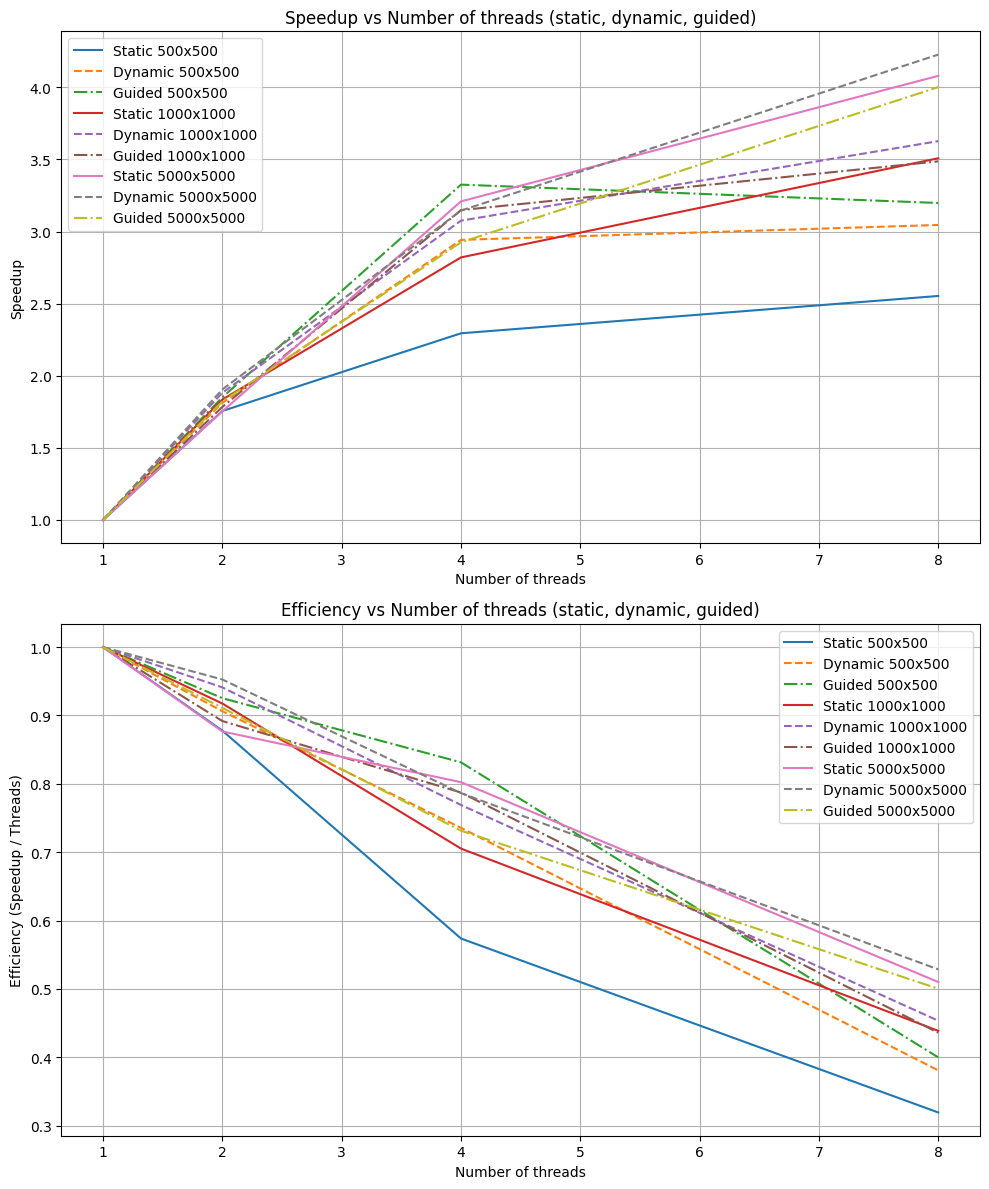 Speedup vs Number of threads (static, dynamic, guided)
Speedup
4.0
3.5
3.0
2.5
2.0
1.5
1.0
Static 500x500
Dynamic 500x500
Guided 500x500
Static 1000x1000
Dynamic 1000x1000
Guided 1000x1000
Static 5000x5000
Dynamic 5000x5000
Guided 5000x5000
1 2 3 4 5 6 7 8
Number of threads
Efficiency vs Number of threads (static, dynamic, guided)
Efficiency (Speedup / Threads)
1.0
0.9
0.8
0.7
0.6
0.5
0.4
0.3
Static 500x500
Dynamic 500x500
Guided 500x500
Static 1000x1000
Dynamic 1000x1000
Guided 1000x1000
Static 5000x5000
Dynamic 5000x5000
Guided 5000x5000
1 2 3 4 5 6 7 8
Number of threads